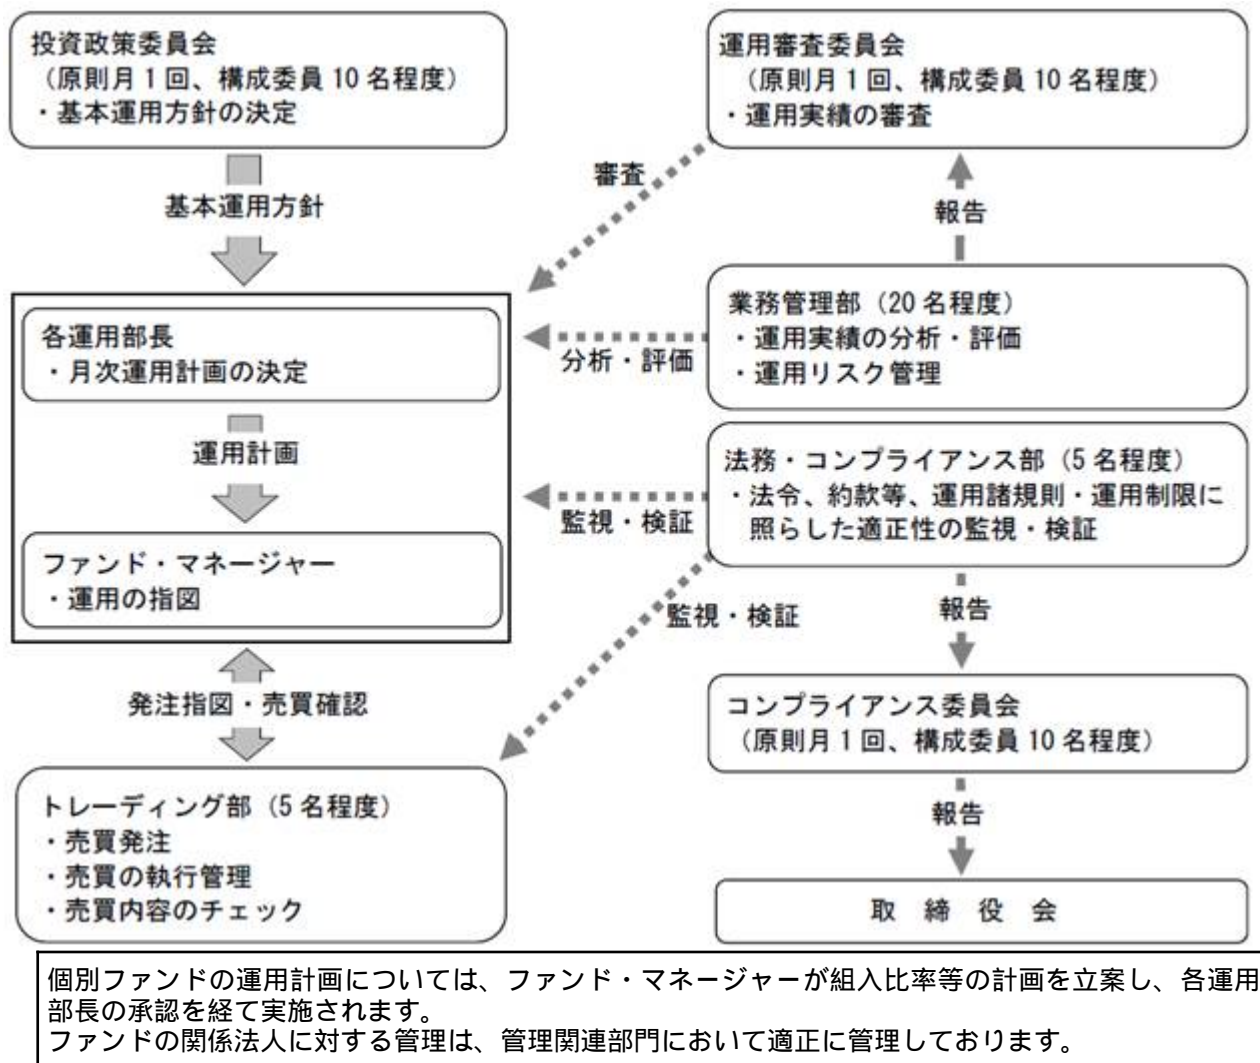 投資政策委員会
（原則月1回、構成委員10名程度）
・基本運用方針の決定
基本運用方針
各運用部長
・月次運用計画の決定
運用計画
ファンド・マネージャー
・運用の指図
発注指図・売買確認
トレーディング部（5名程度）
・売買発注
・売買の執行管理
・売買内容のチェック
運用審査委員会
（原則月1回、構成委員10名程度）
・運用実績の審査
審査
報告
業務管理部（20名程度）
・運用実績の分析・評価
・運用リスク管理
分析・評価
法務・コンプライアンス部（5名程度）
・法令、約款等、運用諸規則・運用制限に
照らした適正性の監視・検証
監視・検証
監視・検証
報告
コンプライアンス委員会
（原則月1回、構成委員10名程度）
報告
取締役会
個別ファンドの運用計画については、ファンド・マネージャーが組入比率等の計画を立案し、各運用
部長の承認を経て実施されます。
ファンドの関係法人に対する管理は、管理関連部門において適正に管理しております。